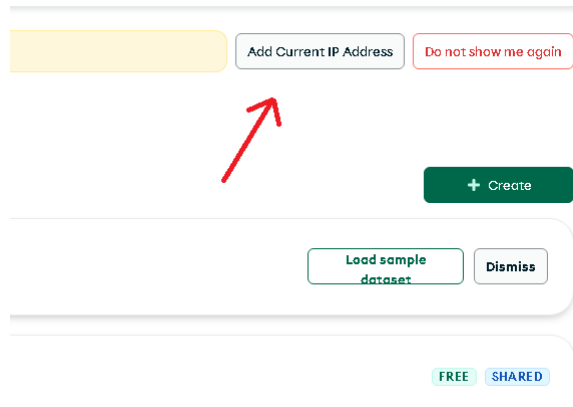 Add Current IP Address
Do not show me again
+ Create
Load sample
dataset
Dismiss
FREE
SHARED